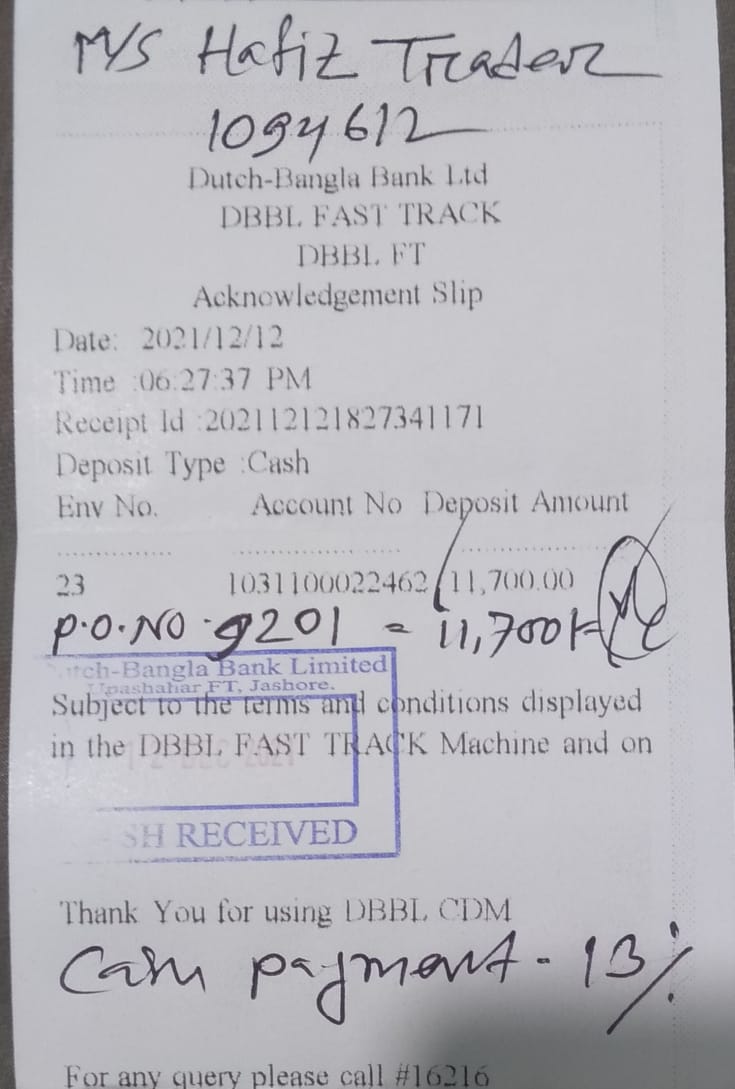 M/S Hafiz Trader
1094612
Dutch-Bangla Bank Ltd
DBBL FAST TRACK
DBBL FT
Acknowledgement Slip
Date: 2021/12/12
Time :06:27:37 PM
Receipt Id :202112121827341171
Deposit Type :Cash
Env No. Account No Deposit Amount
23 1031100022462 11,700.00
P.O.NO - 9201 = 11,700/=
tch-Bangla Bank Limited
Upashahar FT, Jashore.
Subject to the terms and conditions displayed
in the DBBL FAST TRACK Machine and on
12 DEC 2021
SH RECEIVED
Thank You for using DBBL CDM
Cash payment - 13%
For any query please call #16216